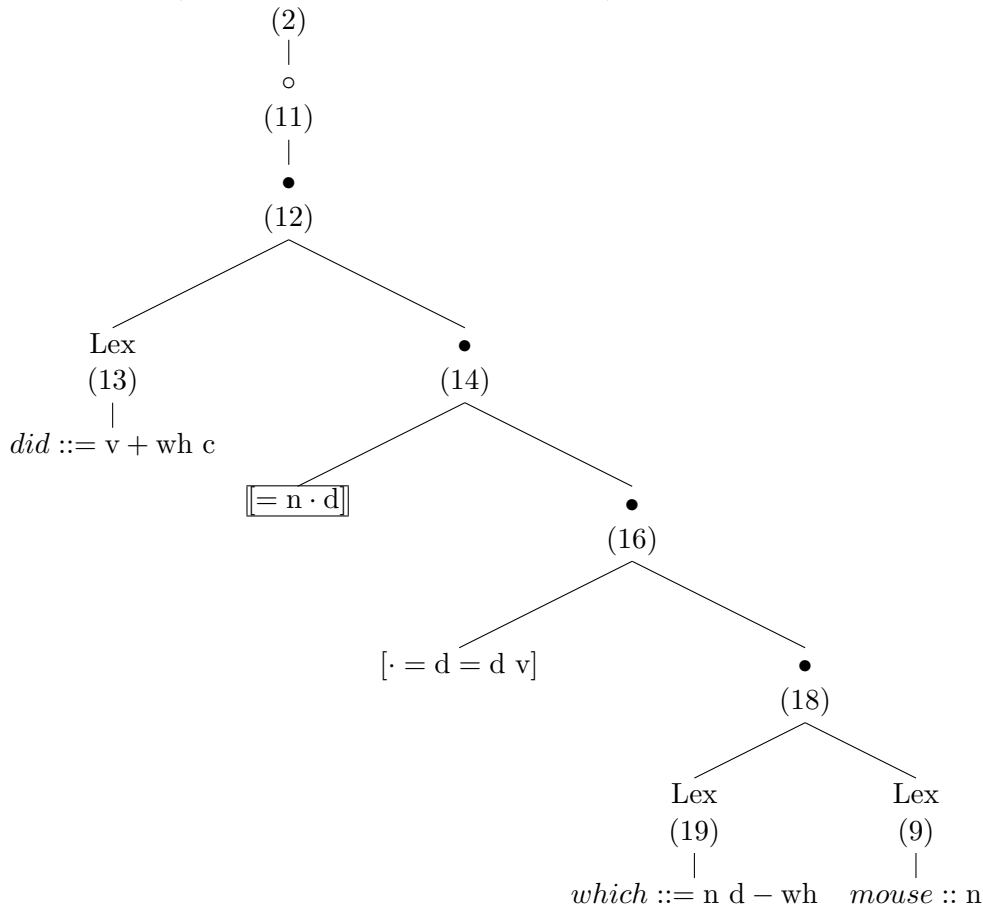 (2)
∘
(11)
•
(12)
Lex •
(13) (14)
did ::= v + wh c
[= n · d] •
(16)
[· = d = d v] •
(18)
Lex Lex
(19) (9)
which ::= n d − wh mouse :: n